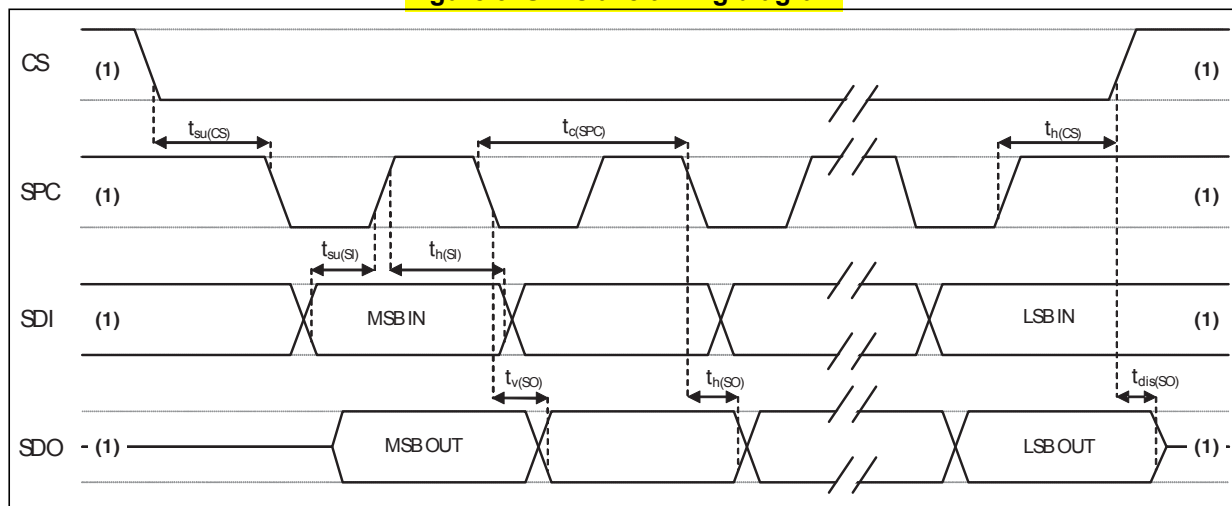 CS (1) (1)
t_su(CS) t_c(SPC) t_h(CS)
SPC (1) (1)
t_su(SI) t_h(SI)
SDI (1) MSB IN LSB IN (1)
t_v(SO) t_h(SO) t_dis(SO)
SDO (1) MSB OUT LSB OUT (1)